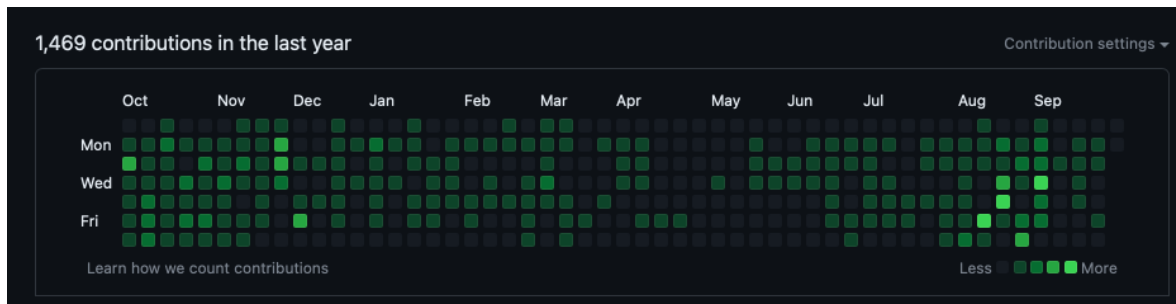 1,469 contributions in the last year
Contribution settings
Oct Nov Dec Jan Feb Mar Apr May Jun Jul Aug Sep
Mon
Wed
Fri
Learn how we count contributions
Less More